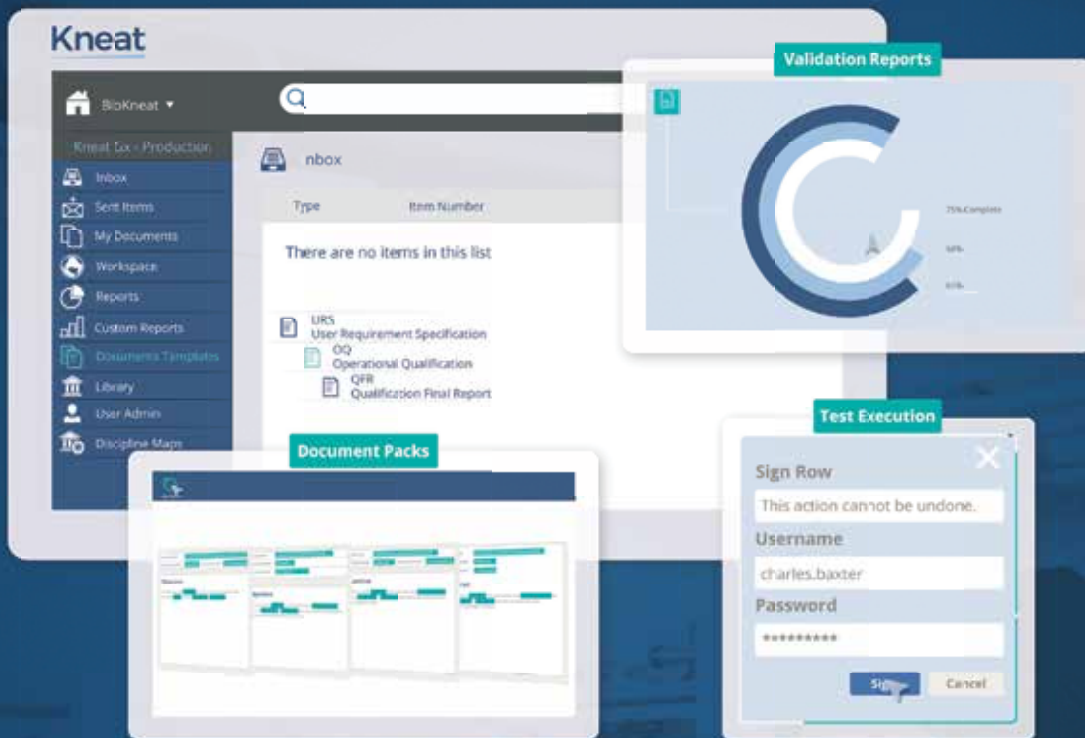 Kneat
Validation Reports
BioKneat
Kneat Gx - Production
nbox
Inbox
Type Item Number
Sent Items
My Documents
There are no items in this list
Workspace
Reports
75% Complete
URS
Custom Reports
User Requirement Specification
OQ
Documents Templates
Operational Qualification
QFR
Library
Qualification Final Report
User Admin
Discipline Maps
Document Packs
Test Execution
Sign Row
This action cannot be undone.
Username
charles.baxter
Password
*********
Cancel